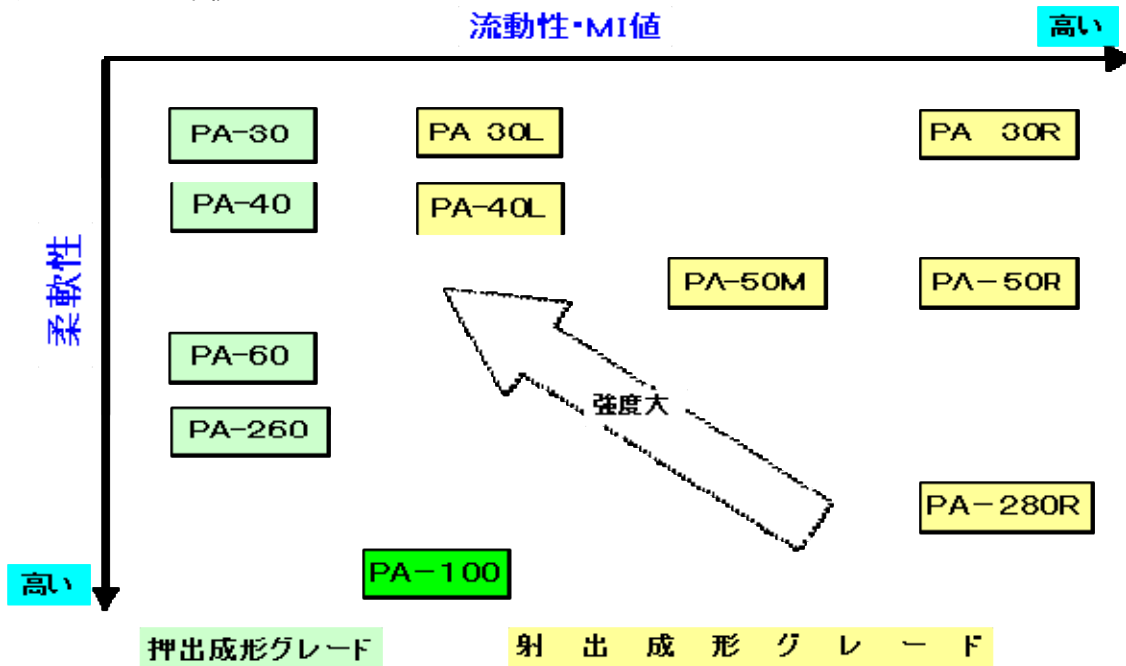 流動性・MI値
高い
PA-30
PA 30L
PA 30R
PA-40
PA-40L
柔軟性
PA-50M
PA-50R
PA-60
強度大
PA-260
PA-280R
PA-100
高い
押出成形グレード
射出成形グレード